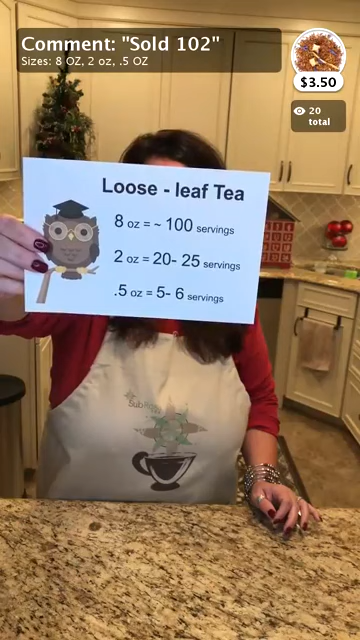 Comment: "Sold 102"
Sizes: 8 OZ, 2 oz, .5 OZ
$3.50
20
total
Loose - leaf Tea
8 oz = ~ 100 servings
2 oz = 20- 25 servings
.5 oz = 5- 6 servings